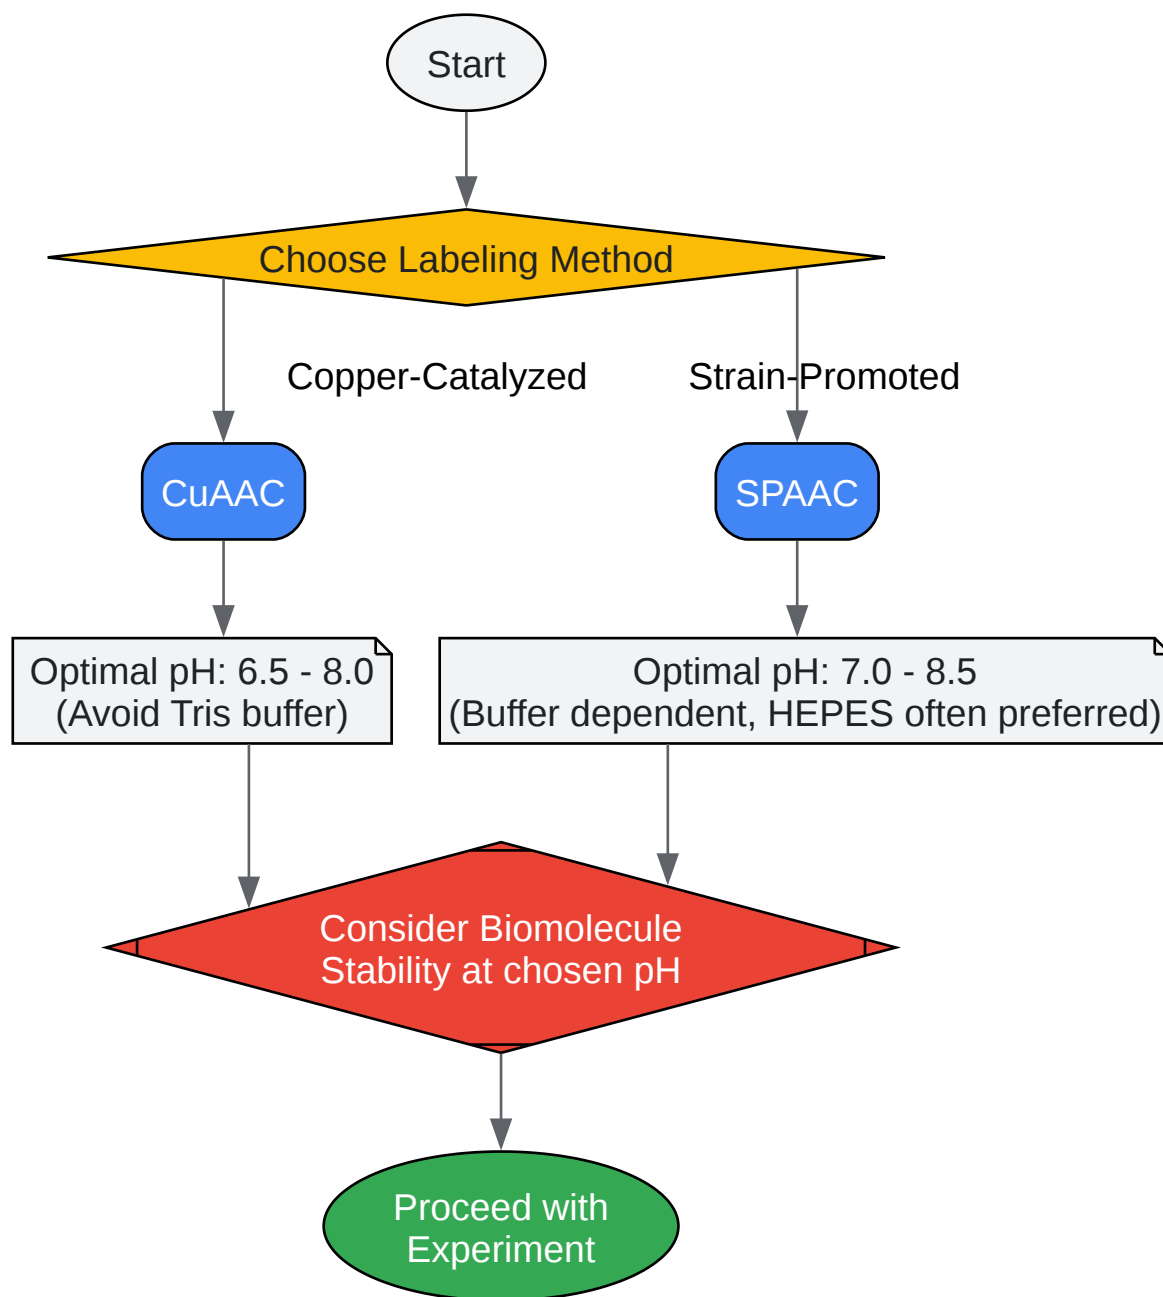 Start
Choose Labeling Method
Copper-Catalyzed
Strain-Promoted
CuAAC
SPAAC
Optimal pH: 6.5 - 8.0
(Avoid Tris buffer)
Optimal pH: 7.0 - 8.5
(Buffer dependent, HEPES often preferred)
Consider Biomolecule
Stability at chosen pH
Proceed with
Experiment